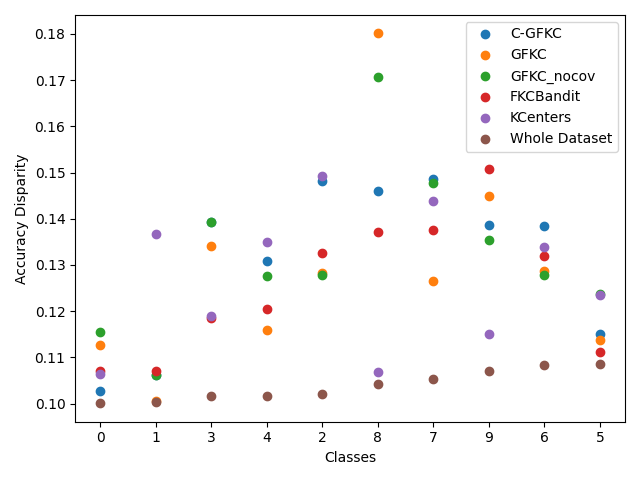 0.18
0.17
0.16
0.15
0.14
0.13
0.12
0.11
0.10
Accuracy Disparity
C-GFKC
GFKC
GFKC_nocov
FKCBandit
KCenters
Whole Dataset
0 1 3 4 2 8 7 9 6 5
Classes